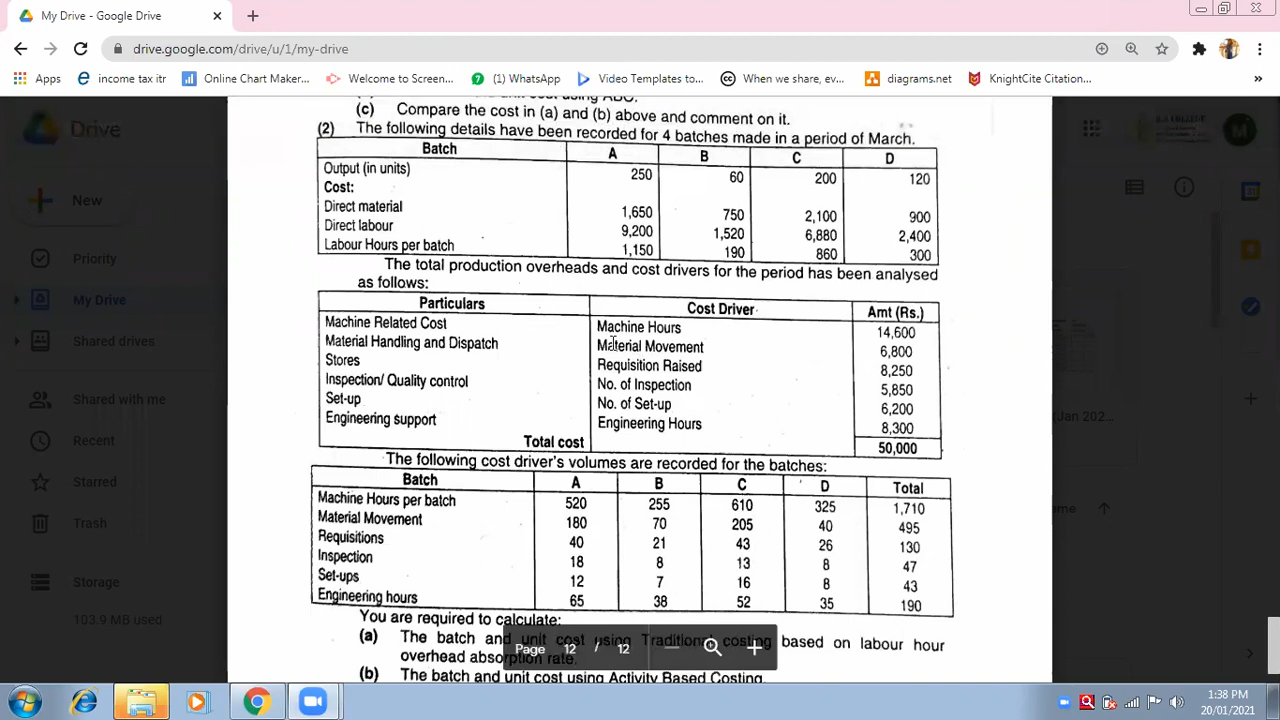 My Drive - Google Drive
drive.google.com/drive/u/1/my-drive
Apps income tax itr Online Chart Maker... Welcome to Screen... (1) WhatsApp Video Templates to... When we share, ev... diagrams.net KnightCite Citation... »
(c) Compare the cost in (a) and (b) above and comment on it.
Drive
(2) The following details have been recorded for 4 batches made in a period of March.
Batch A B C D
Output (in units) 250 60 200 120
Cost:
New
Direct material 1,650 750 2,100 900
Direct labour 9,200 1,520 6,880 2,400
Labour Hours per batch 1,150 190 860 300
Priority
The total production overheads and cost drivers for the period has been analysed
as follows:
My Drive
Particulars Cost Driver Amt (Rs.)
Machine Related Cost Machine Hours 14,600
Shared drives
Material Handling and Dispatch Material Movement 6,800
Stores Requisition Raised 8,250
Inspection/ Quality control No. of Inspection 5,850
Shared with me
Set-up No. of Set-up 6,200
Engineering support Engineering Hours 8,300
Recent
Total cost 50,000
The following cost driver's volumes are recorded for the batches:
Starred
Batch A B C D Total
Machine Hours per batch 520 255 610 325 1,710
Material Movement 180 70 205 40 495
Trash
Requisitions 40 21 43 26 130
Inspection 18 8 13 8 47
Set-ups 12 7 16 8 43
Storage
Engineering hours 65 38 52 35 190
103.9 MB used
You are required to calculate:
(a) The batch and unit cost using Traditional costing based on labour hour
overhead absorption rate.
Page 12 / 12
(b) The batch and unit cost using Activity Based Costing.
1:38 PM
20/01/2021